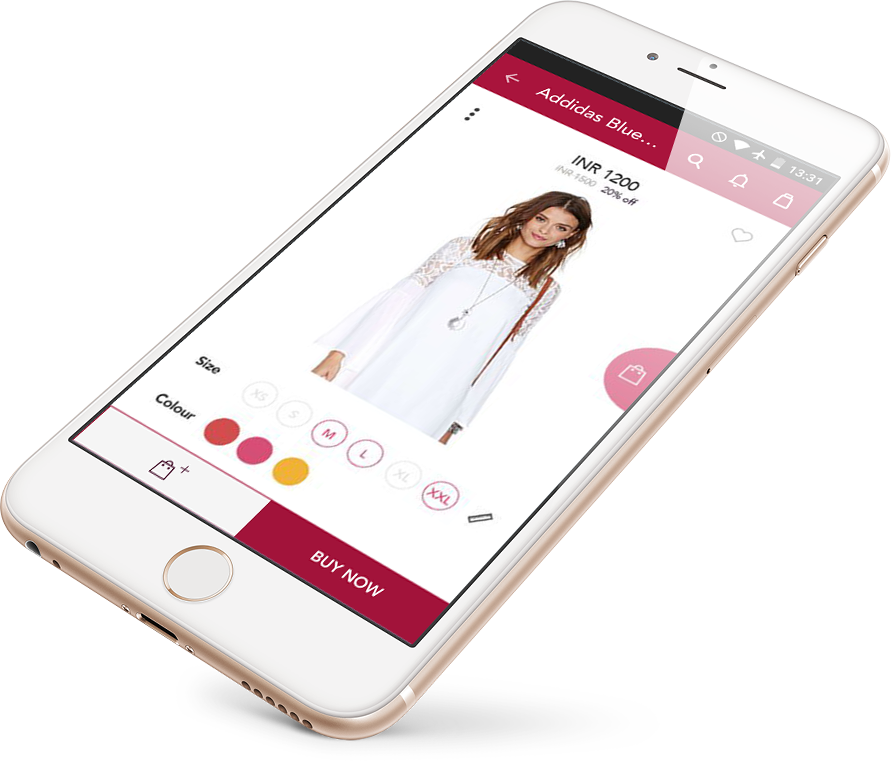 13:31
Addidas Blue...
INR 1200
INR 1500 20% off
Size XS S M L XL XXL
Colour
BUY NOW